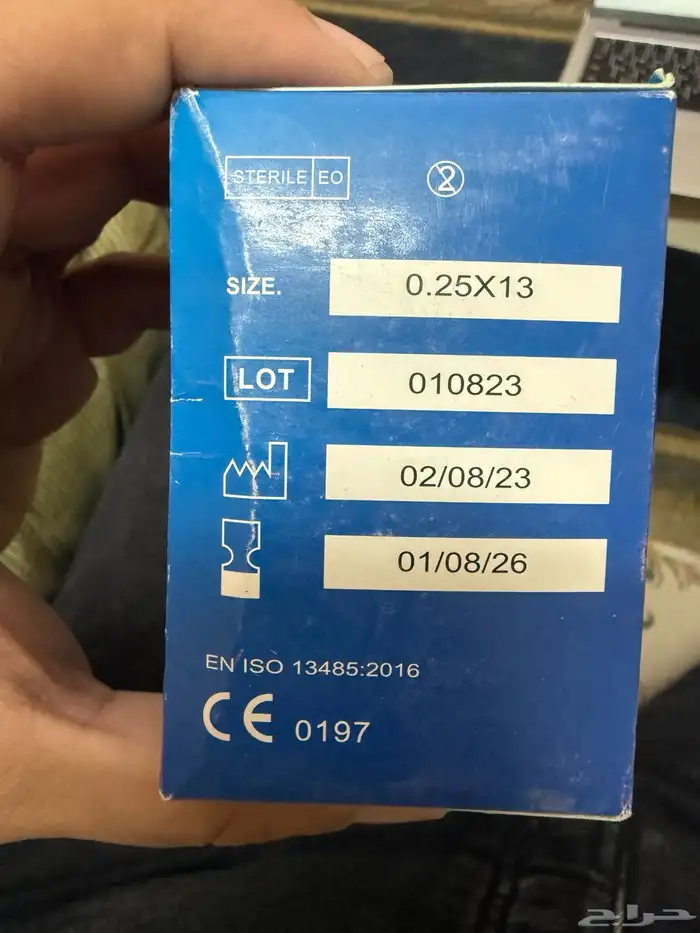 STERILE EO
2
SIZE. 0.25X13
LOT 010823
02/08/23
01/08/26
EN ISO 13485:2016
CE 0197
حراج